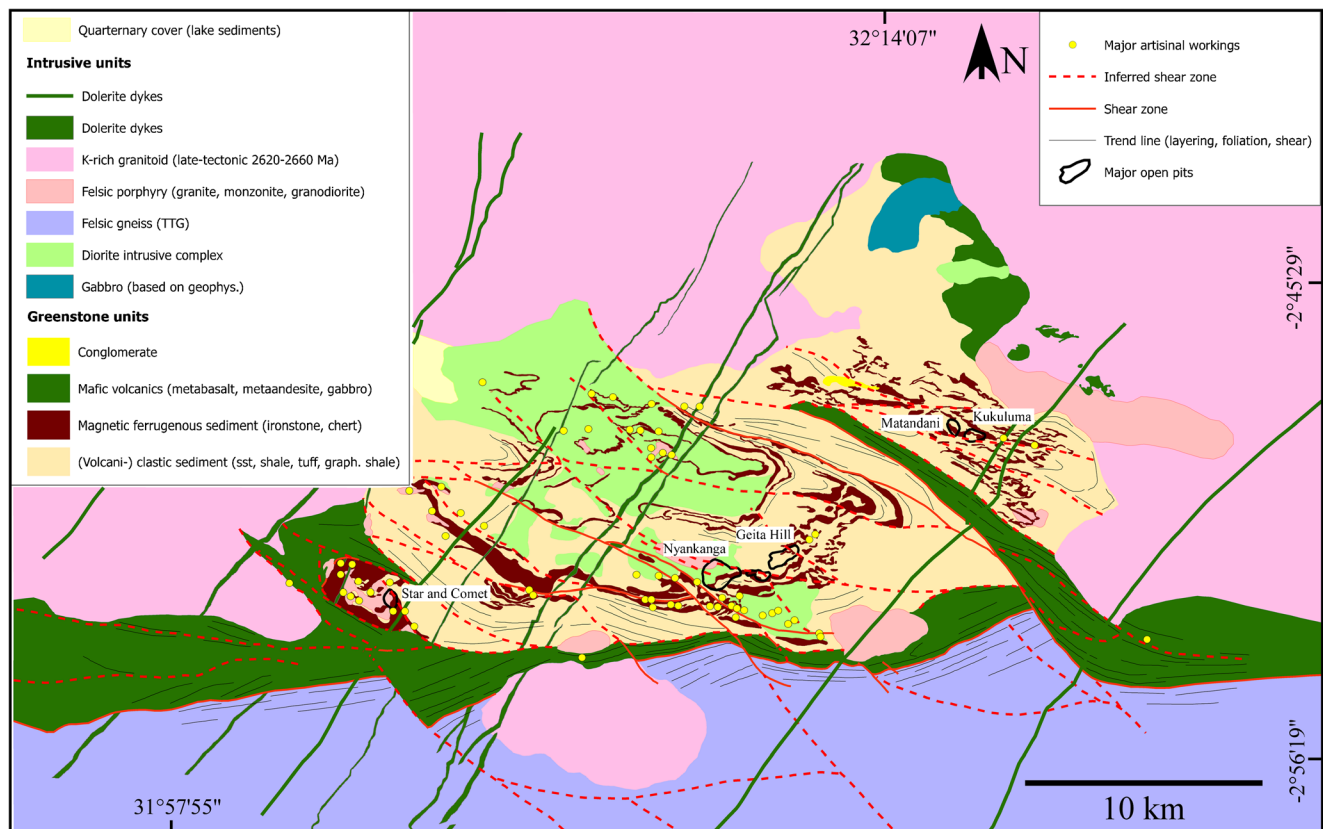 Quarternary cover (lake sediments)
Intrusive units
Dolerite dykes
Dolerite dykes
K-rich granitoid (late-tectonic 2620-2660 Ma)
Felsic porphyry (granite, monzonite, granodiorite)
Felsic gneiss (TTG)
Diorite intrusive complex
Gabbro (based on geophys.)
Greenstone units
Conglomerate
Mafic volcanics (metabasalt, metaandesite, gabbro)
Magnetic ferrugenous sediment (ironstone, chert)
(Volcani-) clastic sediment (sst, shale, tuff, graph. shale)
32°14'07"
N
Major artisinal workings
Inferred shear zone
Shear zone
Trend line (layering, foliation, shear)
Major open pits
-2°45'29"
Kukuluma
Matandani
Geita Hill
Nyankanga
Star and Comet
-2°56'19"
31°57'55"
10 km